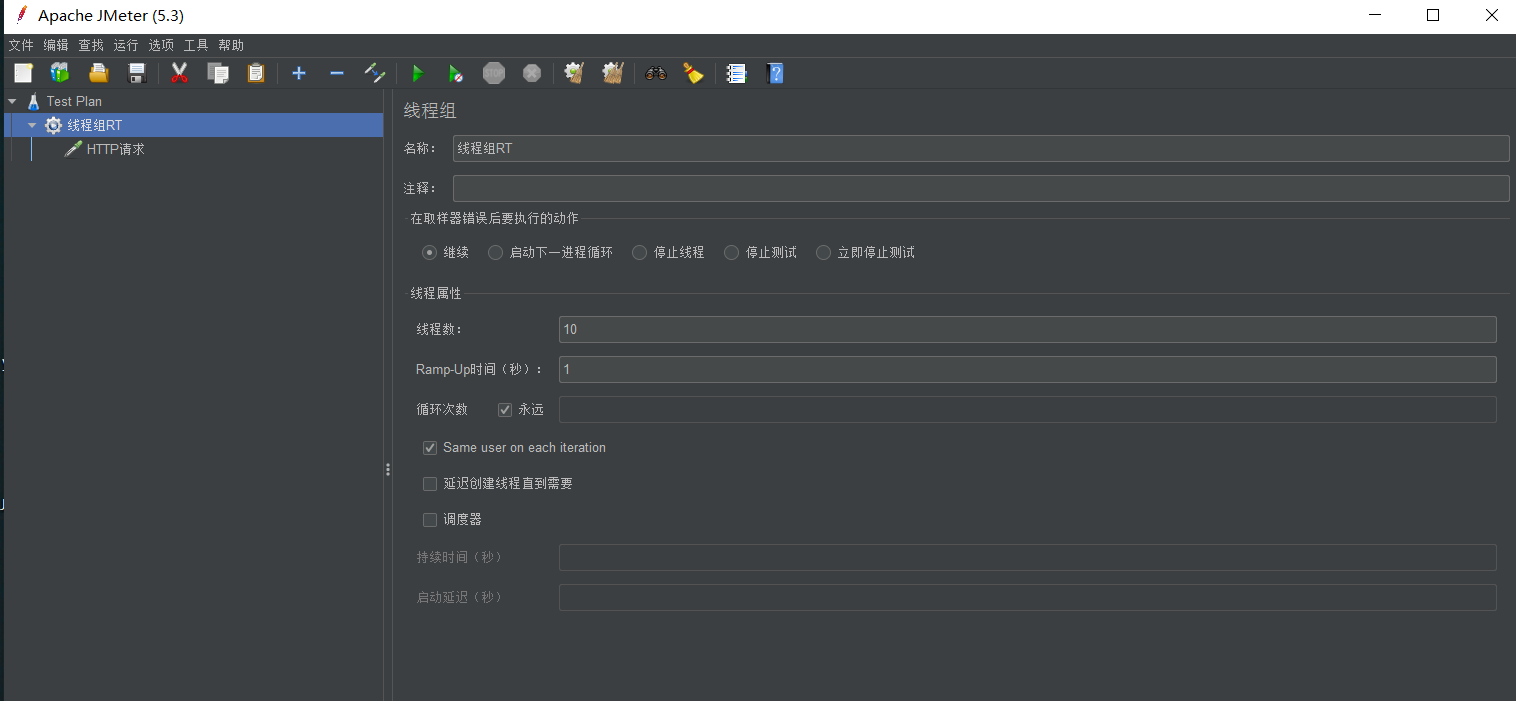 Apache JMeter (5.3)
文件 编辑 查找 运行 选项 工具 帮助
STOP
Test Plan
线程组RT
HTTP请求
线程组
名称: 线程组RT
注释:
在取样器错误后要执行的动作
继续 启动下一进程循环 停止线程 停止测试 立即停止测试
线程属性
线程数: 10
Ramp-Up时间（秒）: 1
循环次数 永远
Same user on each iteration
延迟创建线程直到需要
调度器
持续时间（秒）
启动延迟（秒）